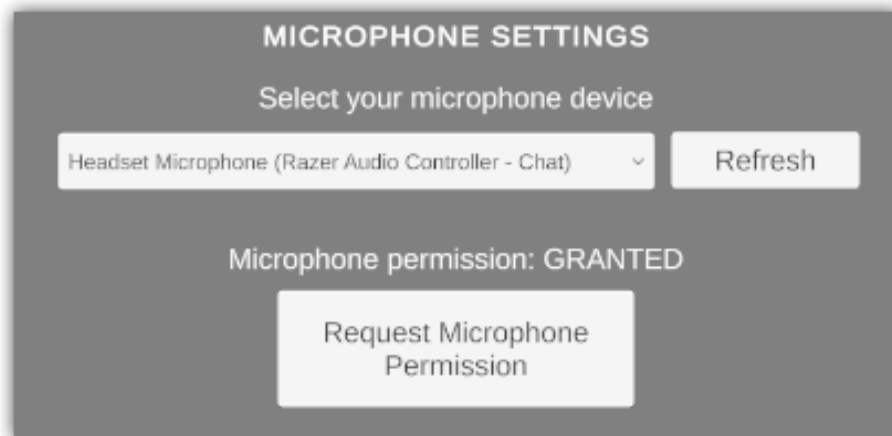 MICROPHONE SETTINGS
Select your microphone device
Headset Microphone (Razer Audio Controller - Chat)
Refresh
Microphone permission: GRANTED
Request Microphone
Permission